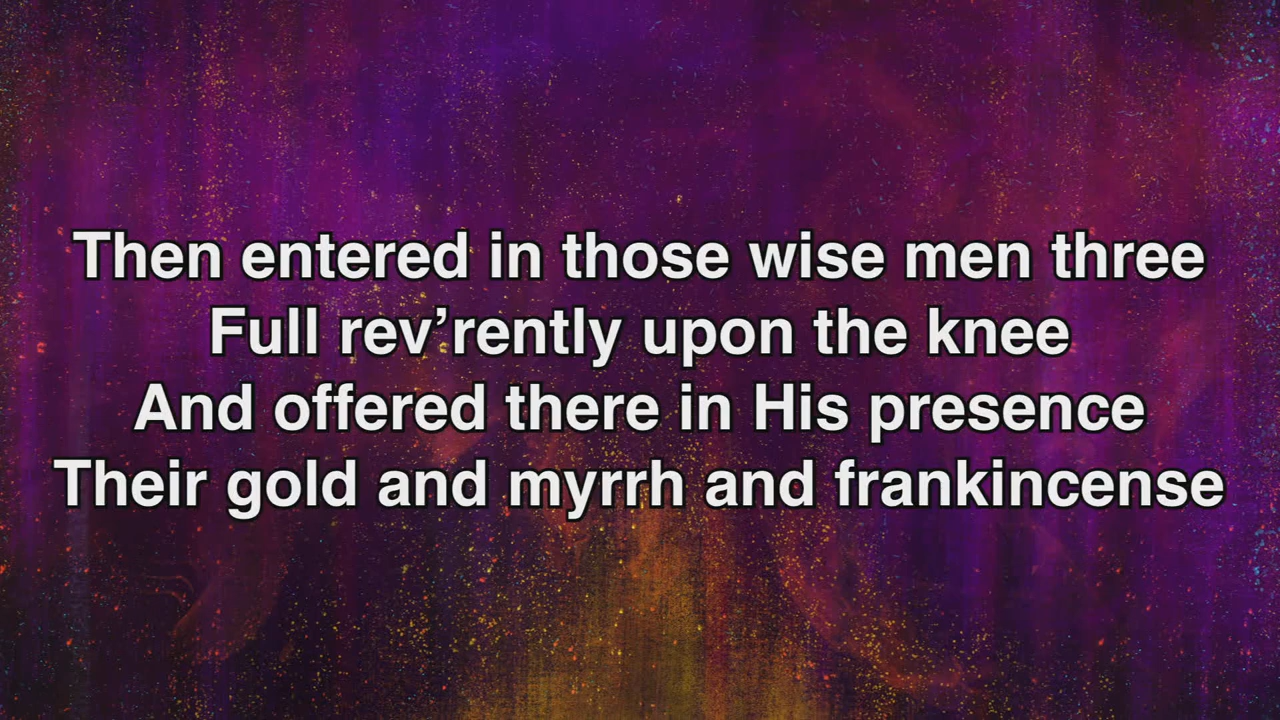 Then entered in those wise men three
Full rev’rently upon the knee
And offered there in His presence
Their gold and myrrh and frankincense